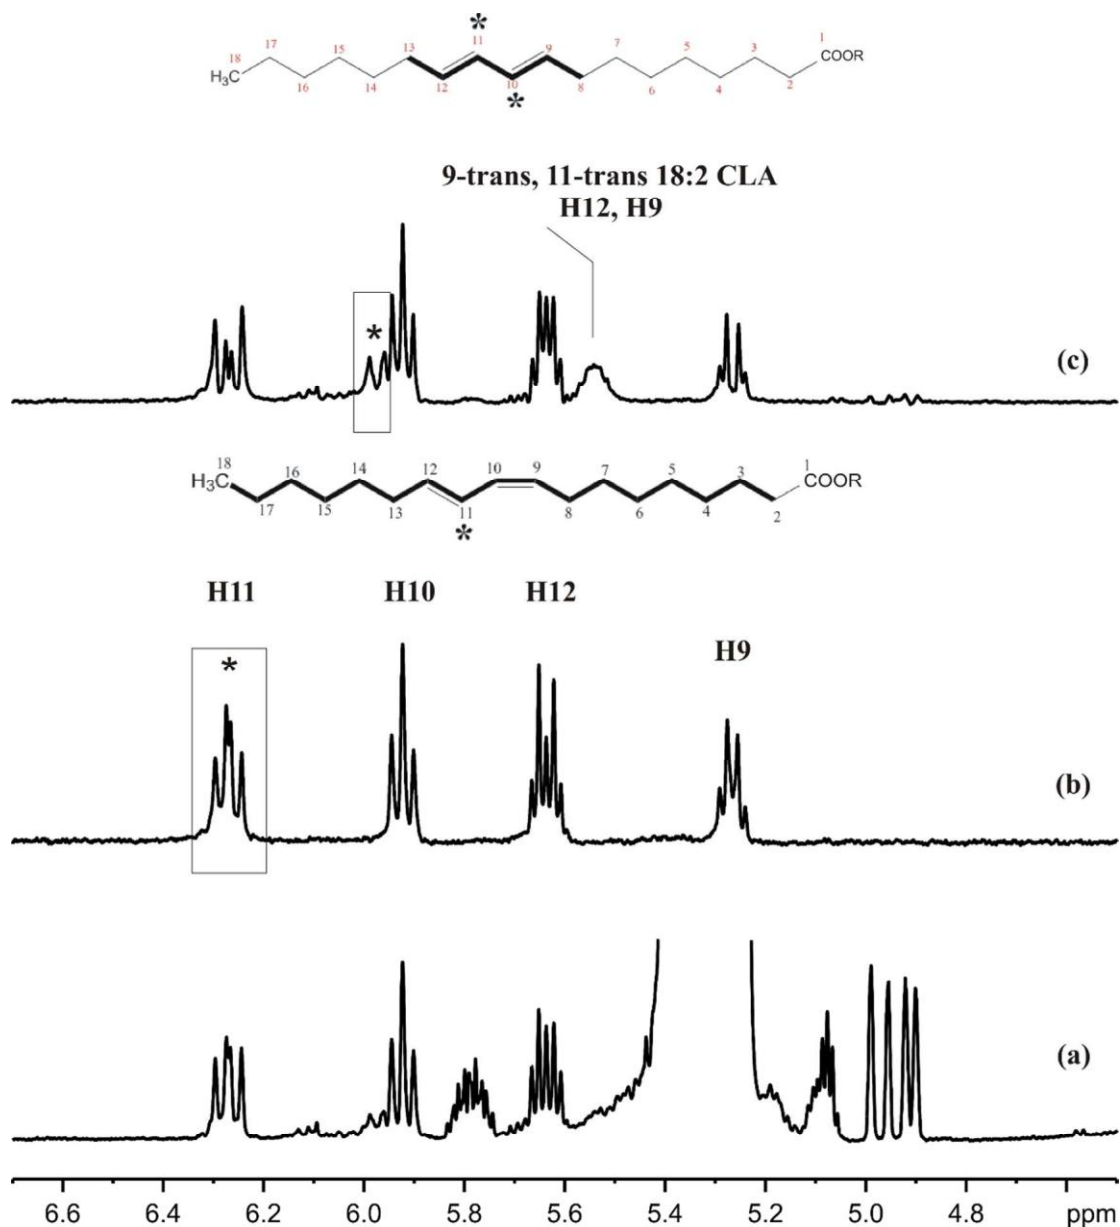 *
18 17 15 13 11 9 7 5 3 1
H3C COOR
16 14 12 10 8 6 4 2
*
9-trans, 11-trans 18:2 CLA
H12, H9
*
(c)
18 16 14 12 10 9 7 5 3 1
H3C COOR
17 15 13 11 8 6 4 2
*
H11 H10 H12
H9
*
(b)
(a)
6.6 6.4 6.2 6.0 5.8 5.6 5.4 5.2 5.0 4.8 ppm